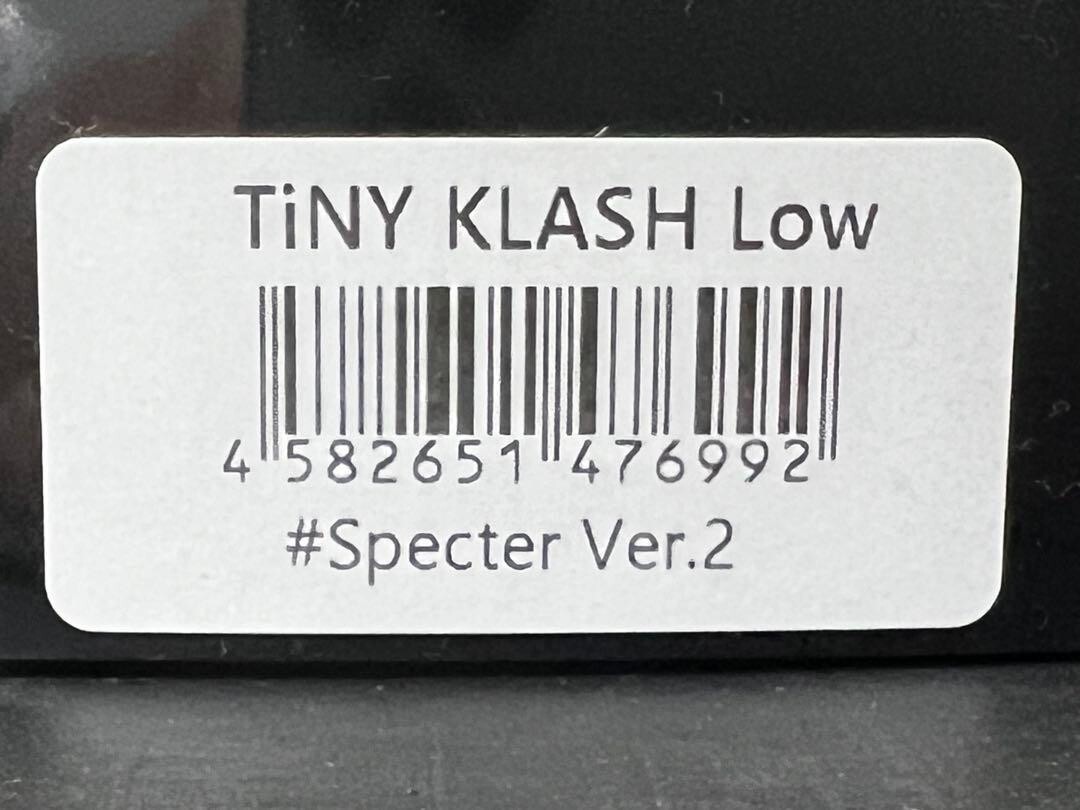 TiNY KLASH Low
4 582651 476992
#Specter Ver.2